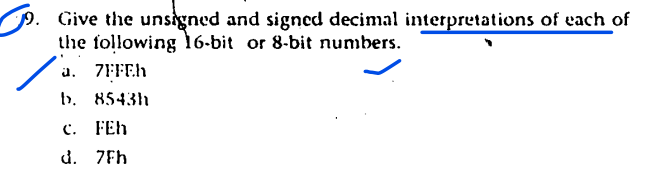 9. Give the unsigned and signed decimal interpretations of each of
the following 16-bit or 8-bit numbers.
a. 7FFEh
b. 8543h
c. FEh
d. 7Fh